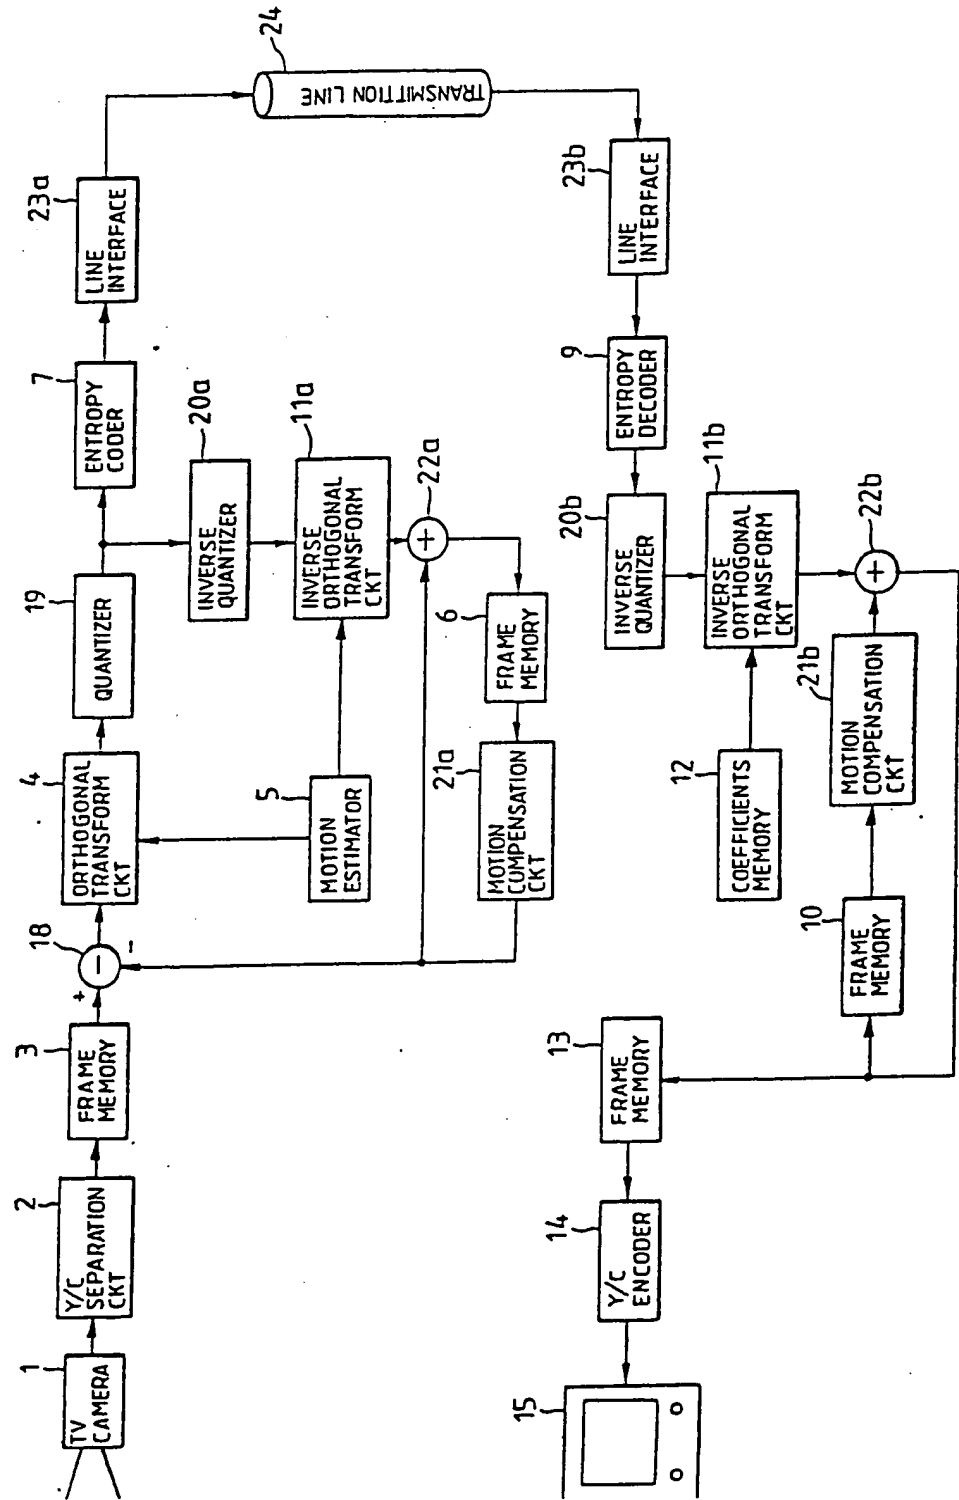 1
TV
CAMERA
2
Y/C
SEPARATION
CKT
3
FRAME
MEMORY
+
18
−
-
4
ORTHOGONAL
TRANSFORM
CKT
19
QUANTIZER
7
ENTROPY
CODER
23a
LINE
INTERFACE
24
TRANSMITTION LINE
20a
INVERSE
QUANTIZER
5
MOTION
ESTIMATOR
11a
INVERSE
ORTHOGONAL
TRANSFORM
CKT
22a
+
6
FRAME
MEMORY
21a
MOTION
CUMPENSATION
CKT
23b
LINE
INTERFACE
9
ENTROPY
DECODER
20b
INVERSE
QUANTIZER
11b
INVERSE
ORTHOGONAL
TRANSFORM
CKT
12
COEFFICIENTS
MEMORY
22b
+
21b
MOTION
COMPENSATION
CKT
10
FRAME
MEMORY
13
FRAME
MEMORY
14
Y/C
ENCODER
15